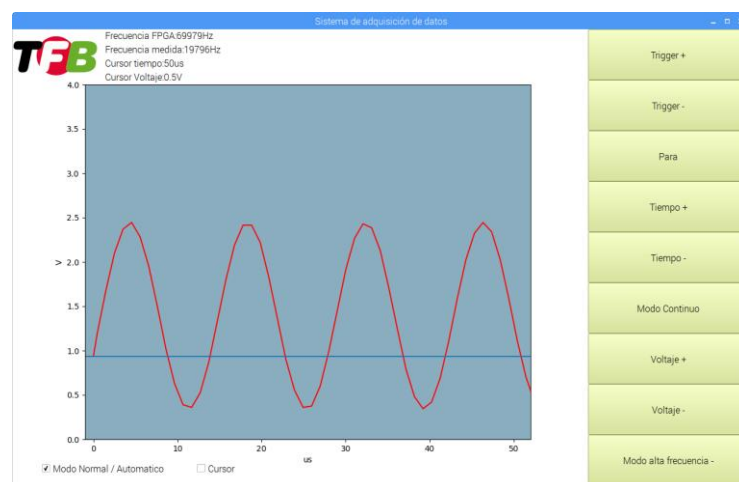 Sistema de adquisición de datos
TFB
Frecuencia FPGA:69979Hz
Frecuencia medida:19796Hz
Cursor tiempo:50us
Cursor Voltaje:0.5V
4.0
3.5
3.0
2.5
2.0
1.5
1.0
0.5
0.0
V
0 10 20 30 40 50
us
Modo Normal / Automatico Cursor
Trigger +
Trigger -
Para
Tiempo +
Tiempo -
Modo Continuo
Voltaje +
Voltaje -
Modo alta frecuencia -